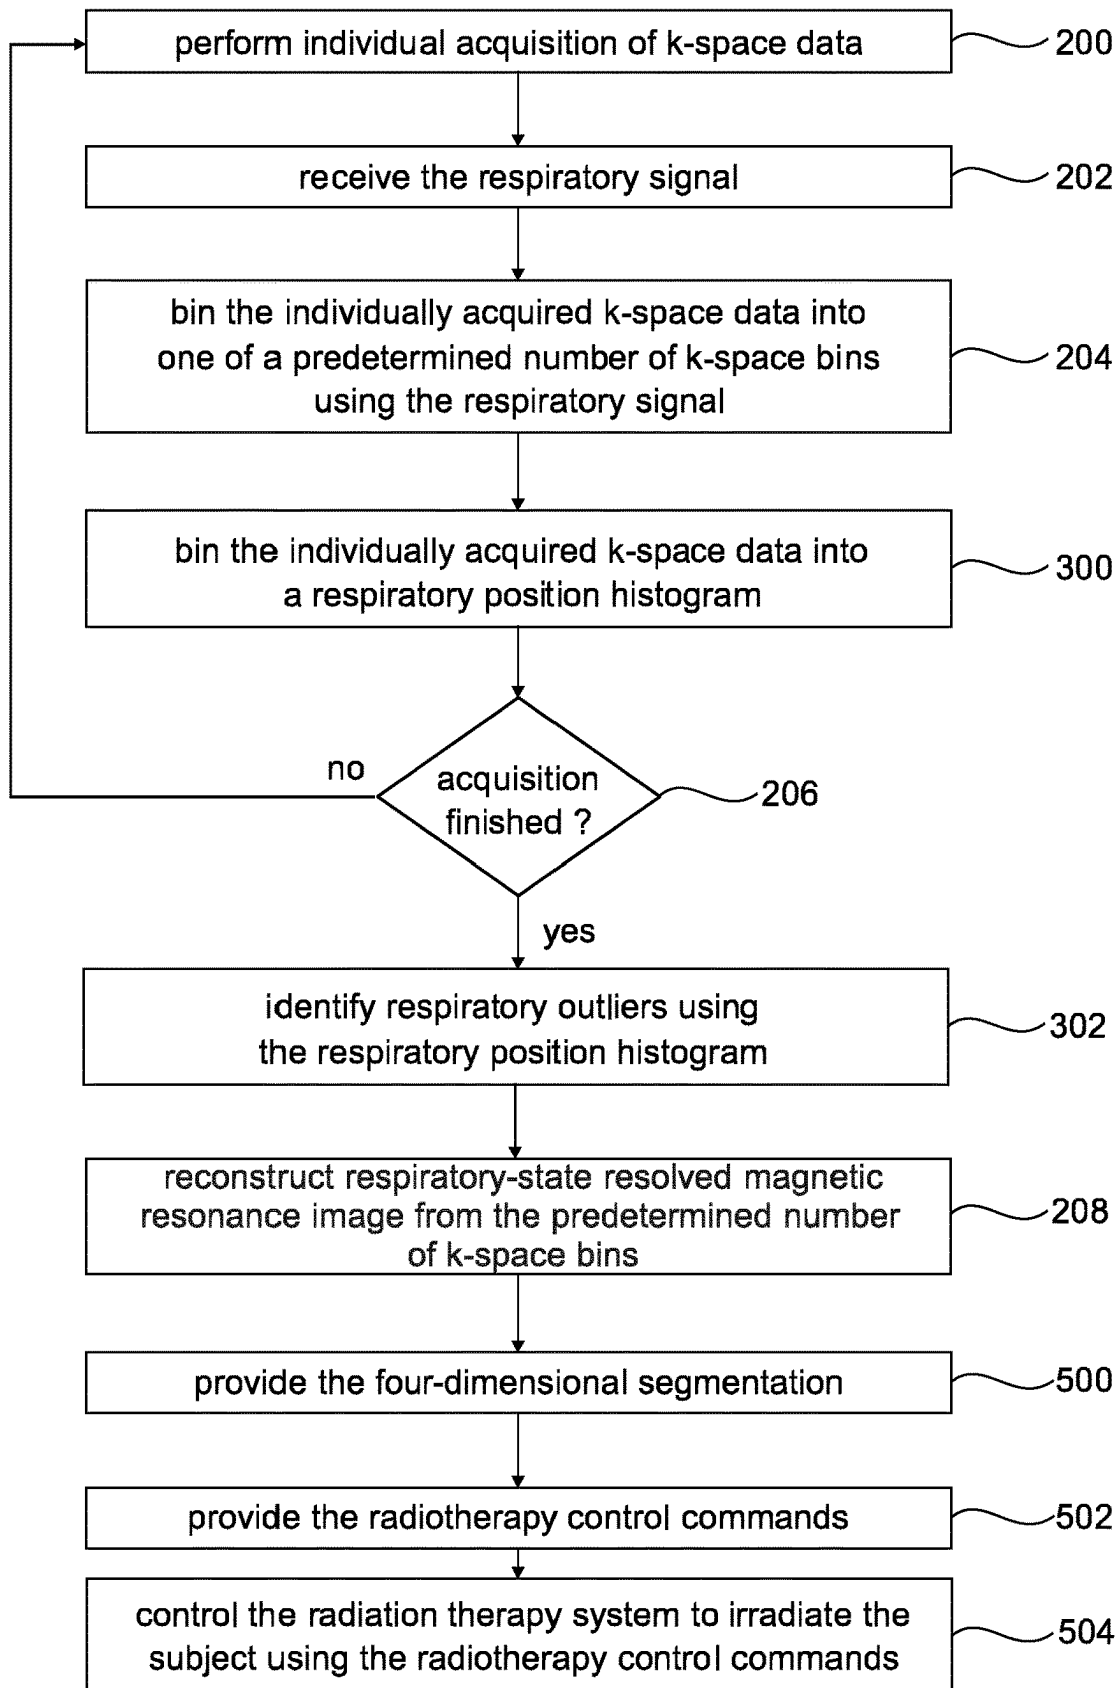 perform individual acquisition of k-space data
200
receive the respiratory signal
202
bin the individually acquired k-space data into
one of a predetermined number of k-space bins
using the respiratory signal
204
bin the individually acquired k-space data into
a respiratory position histogram
300
no
acquisition
finished ?
206
yes
identify respiratory outliers using
the respiratory position histogram
302
reconstruct respiratory-state resolved magnetic
resonance image from the predetermined number
of k-space bins
208
provide the four-dimensional segmentation
500
provide the radiotherapy control commands
502
control the radiation therapy system to irradiate the
subject using the radiotherapy control commands
504